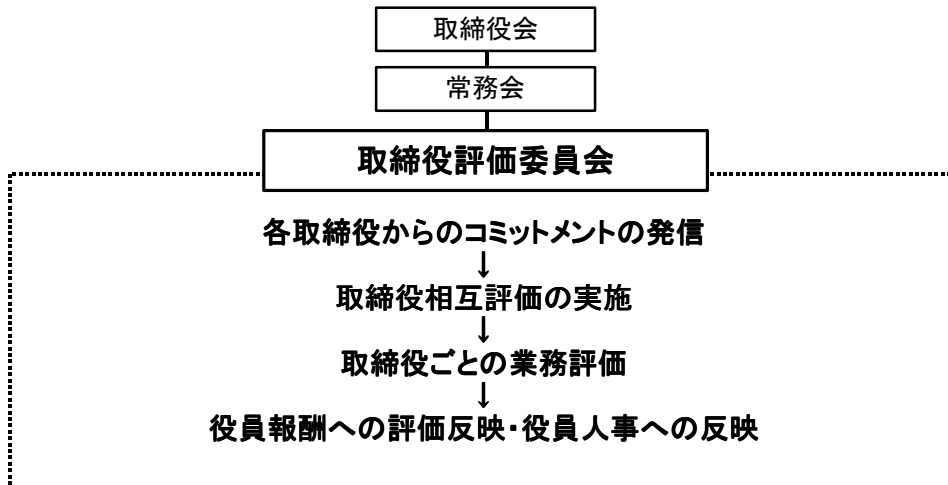 取締役会
常務会
取締役評価委員会
各取締役からのコミットメントの発信
↓
取締役相互評価の実施
↓
取締役ごとの業務評価
↓
役員報酬への評価反映・役員人事への反映